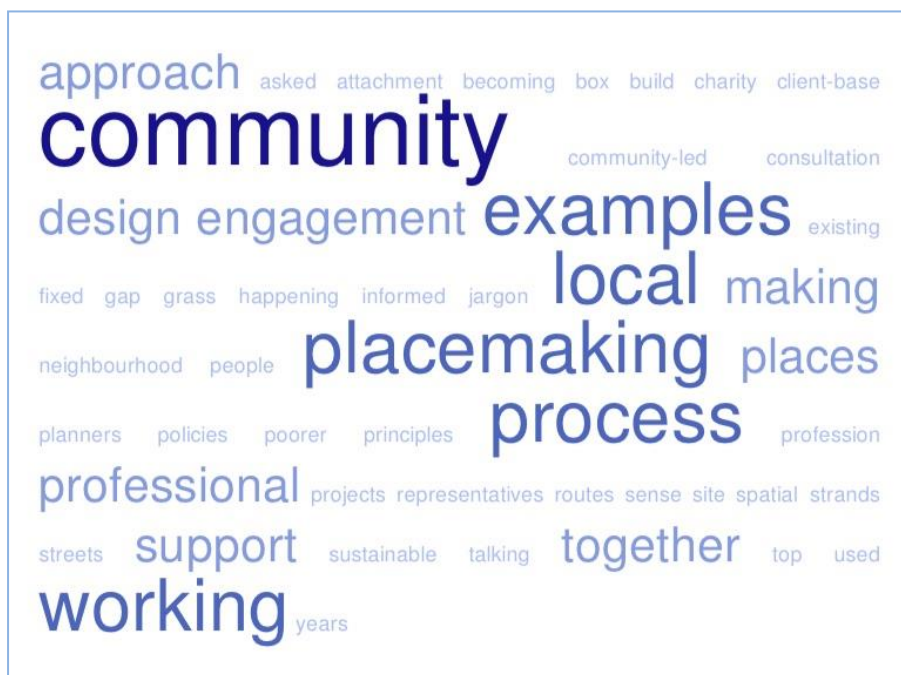 approach asked attachment becoming box build charity client-base
community community-led consultation
design engagement examples existing
fixed gap grass happening informed jargon local making
neighbourhood people placemaking places
planners policies poorer principles process profession
professional projects representatives routes sense site spatial strands
streets support sustainable talking together top used
working years